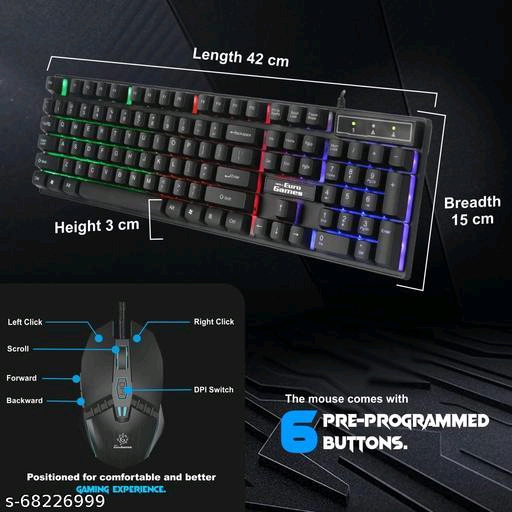 Length 42 cm
Breadth
15 cm
Height 3 cm
Euro
Games
Left Click
Right Click
Scroll
Forward
DPI Switch
Backward
The mouse comes with
6 PRE-PROGRAMMED
BUTTONS.
Positioned for comfortable and better
GAMING EXPERIENCE.
s-68226999